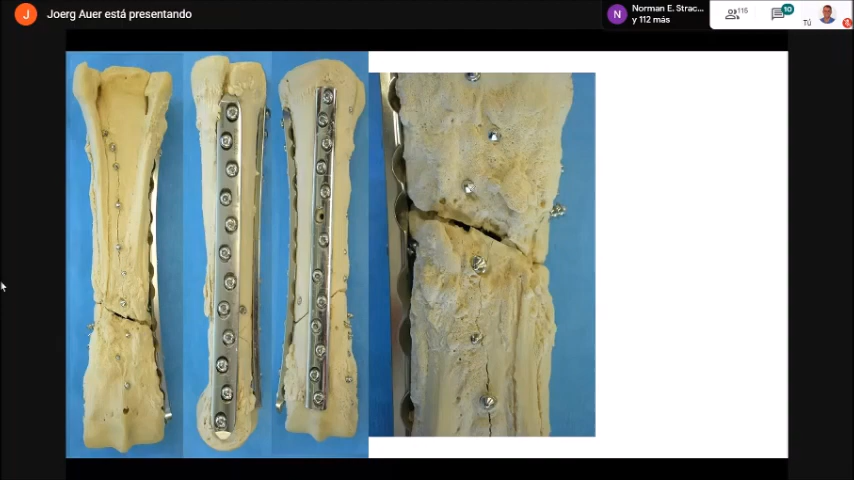 J
Joerg Auer está presentando
N
Norman E. Strac...
y 112 más
115
10
Tú